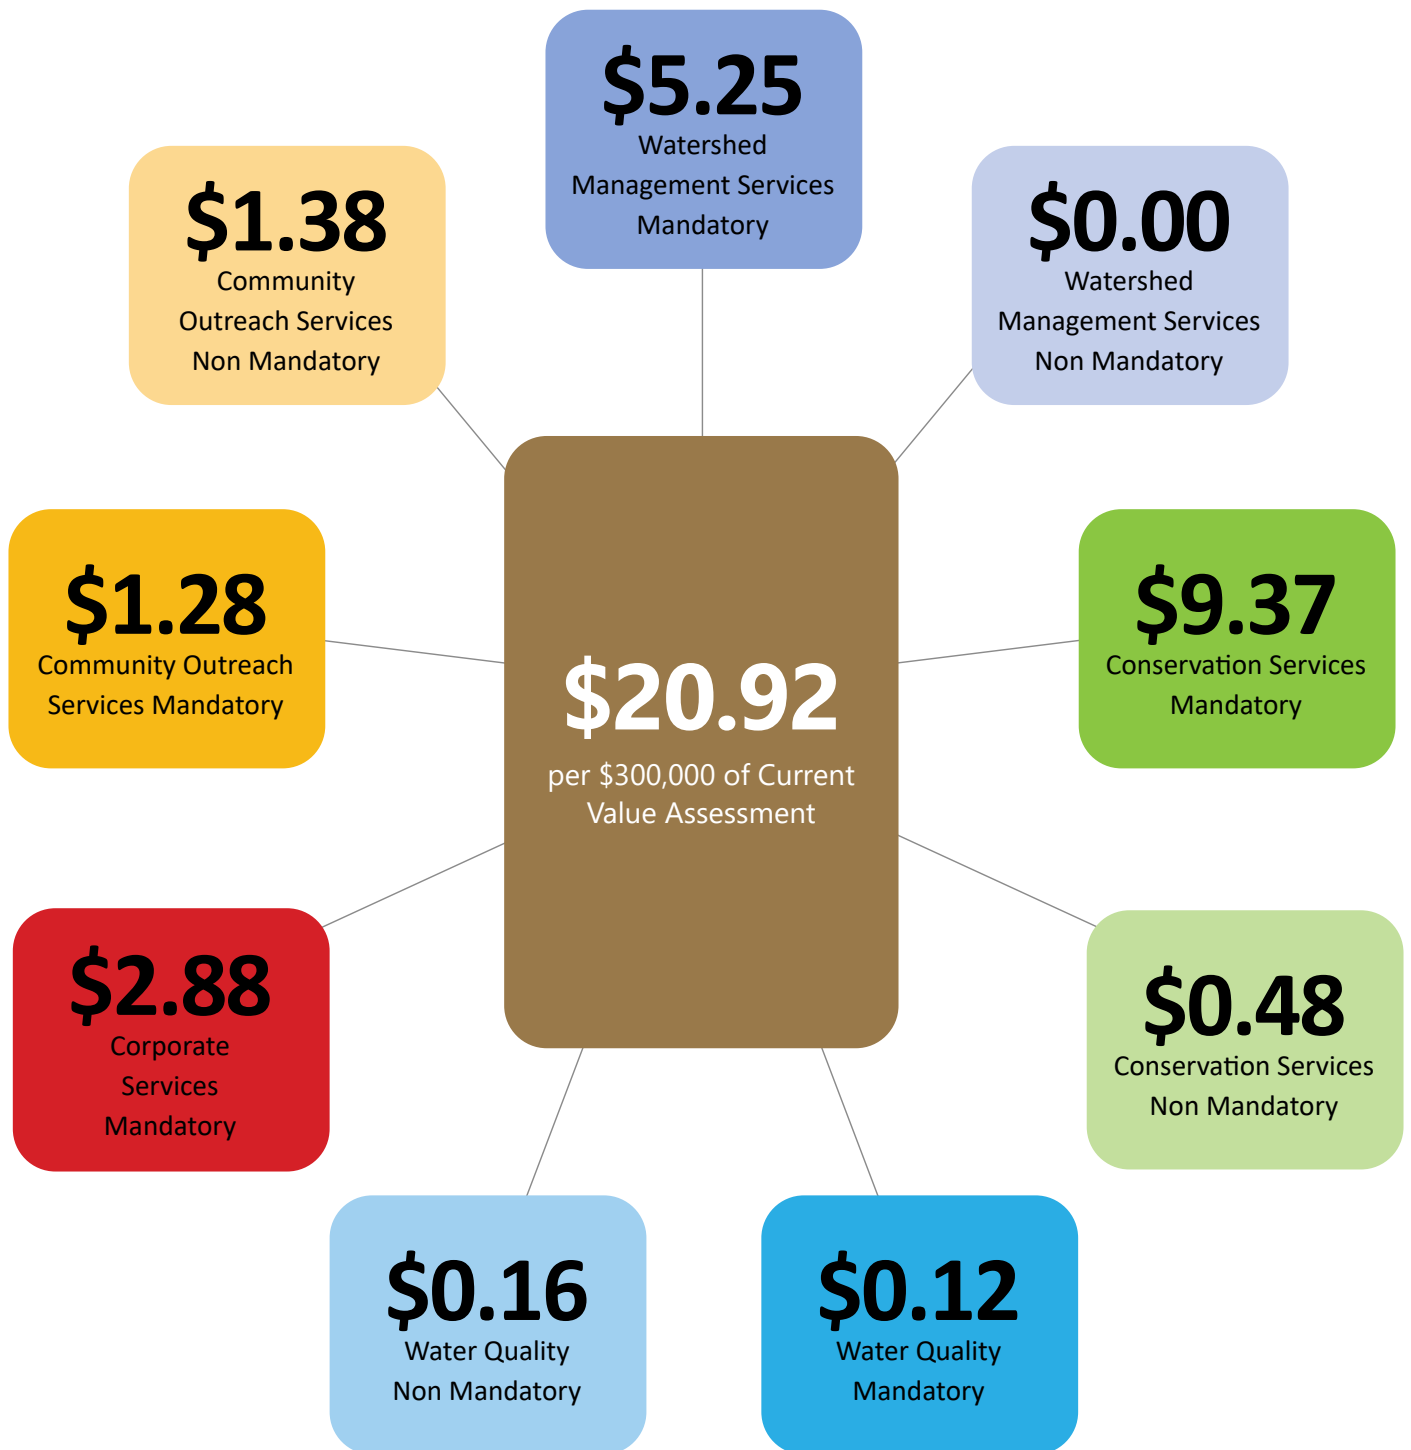 $5.25
Watershed
Management Services
Mandatory
$1.38
Community
Outreach Services
Non Mandatory
$0.00
Watershed
Management Services
Non Mandatory
$1.28
Community Outreach
Services Mandatory
$20.92
per $300,000 of Current
Value Assessment
$9.37
Conservation Services
Mandatory
$2.88
Corporate
Services
Mandatory
$0.48
Conservation Services
Non Mandatory
$0.16
Water Quality
Non Mandatory
$0.12
Water Quality
Mandatory